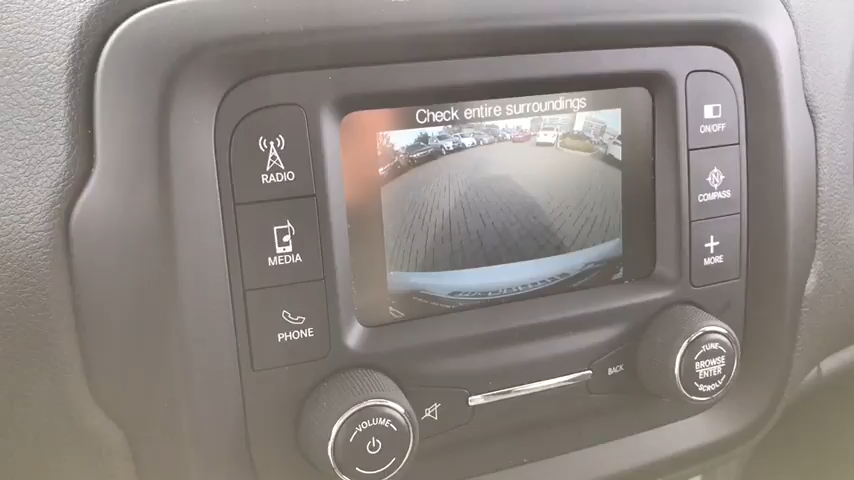 Check entire surroundings
RADIO
MEDIA
PHONE
ON/OFF
N
COMPASS
MORE
VOLUME
BACK
TUNE
BROWSE
ENTER
SCROLL